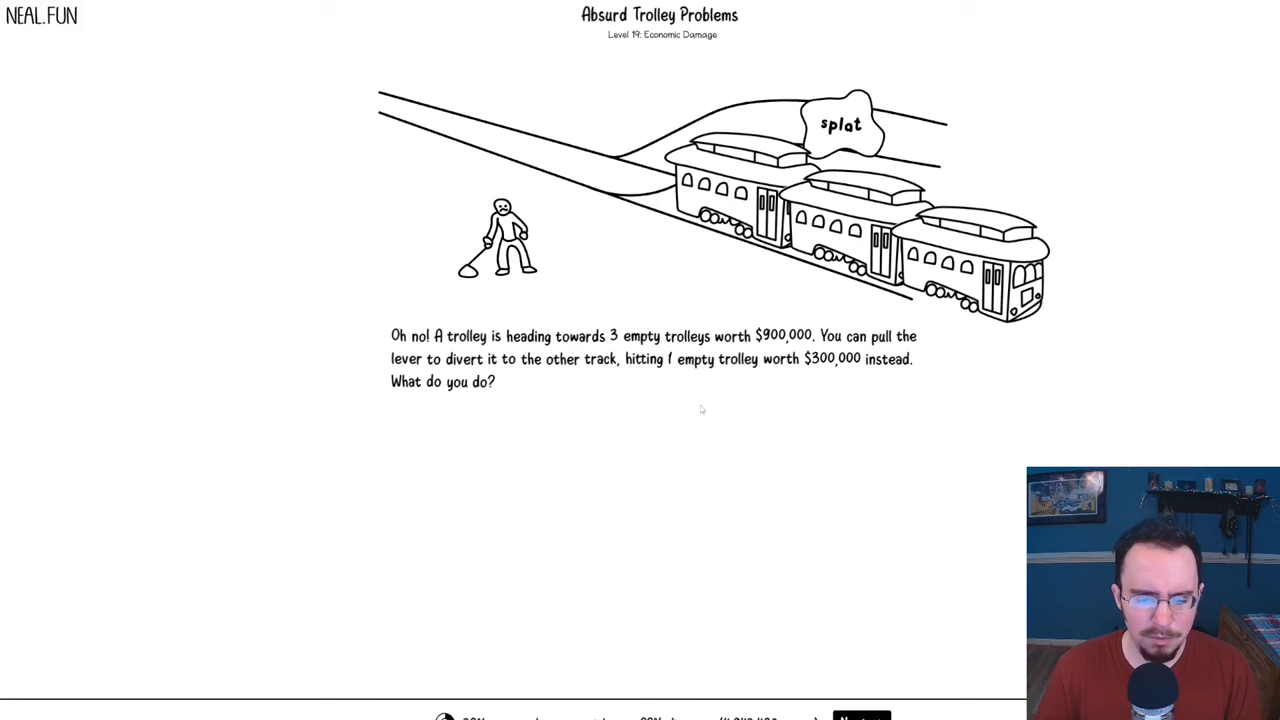 NEAL.FUN
Absurd Trolley Problems
Level 19: Economic Damage
splat
Oh no! A trolley is heading towards 3 empty trolleys worth $900,000. You can pull the
lever to divert it to the other track, hitting 1 empty trolley worth $300,000 instead.
What do you do?